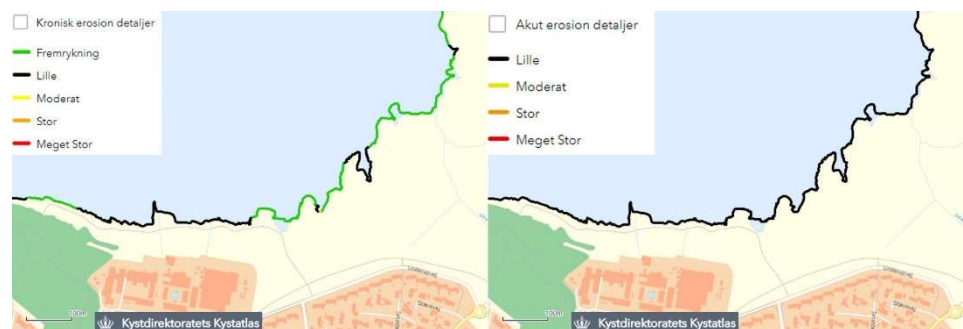 Kronisk erosion detaljer
Fremrykning
Lille
Moderat
Stor
Meget Stor
100m
Kystdirektoratets Kystatlas
Akut erosion detaljer
Lille
Moderat
Stor
Meget Stor
100m
Kystdirektoratets Kystatlas